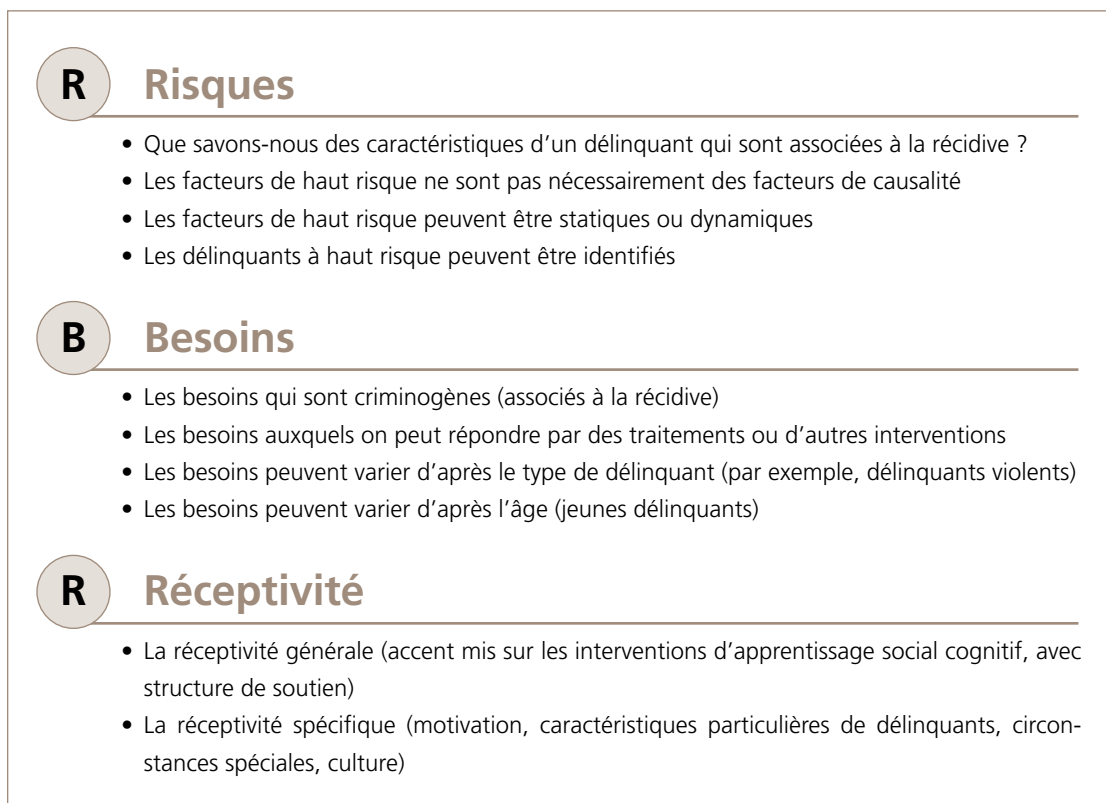 R Risques
• Que savons-nous des caractéristiques d’un délinquant qui sont associées à la récidive ?
• Les facteurs de haut risque ne sont pas nécessairement des facteurs de causalité
• Les facteurs de haut risque peuvent être statiques ou dynamiques
• Les délinquants à haut risque peuvent être identifiés
B Besoins
• Les besoins qui sont criminogènes (associés à la récidive)
• Les besoins auxquels on peut répondre par des traitements ou d’autres interventions
• Les besoins peuvent varier d’après le type de délinquant (par exemple, délinquants violents)
• Les besoins peuvent varier d’après l’âge (jeunes délinquants)
R Réceptivité
• La réceptivité générale (accent mis sur les interventions d’apprentissage social cognitif, avec
structure de soutien)
• La réceptivité spécifique (motivation, caractéristiques particulières de délinquants, circon-
stances spéciales, culture)